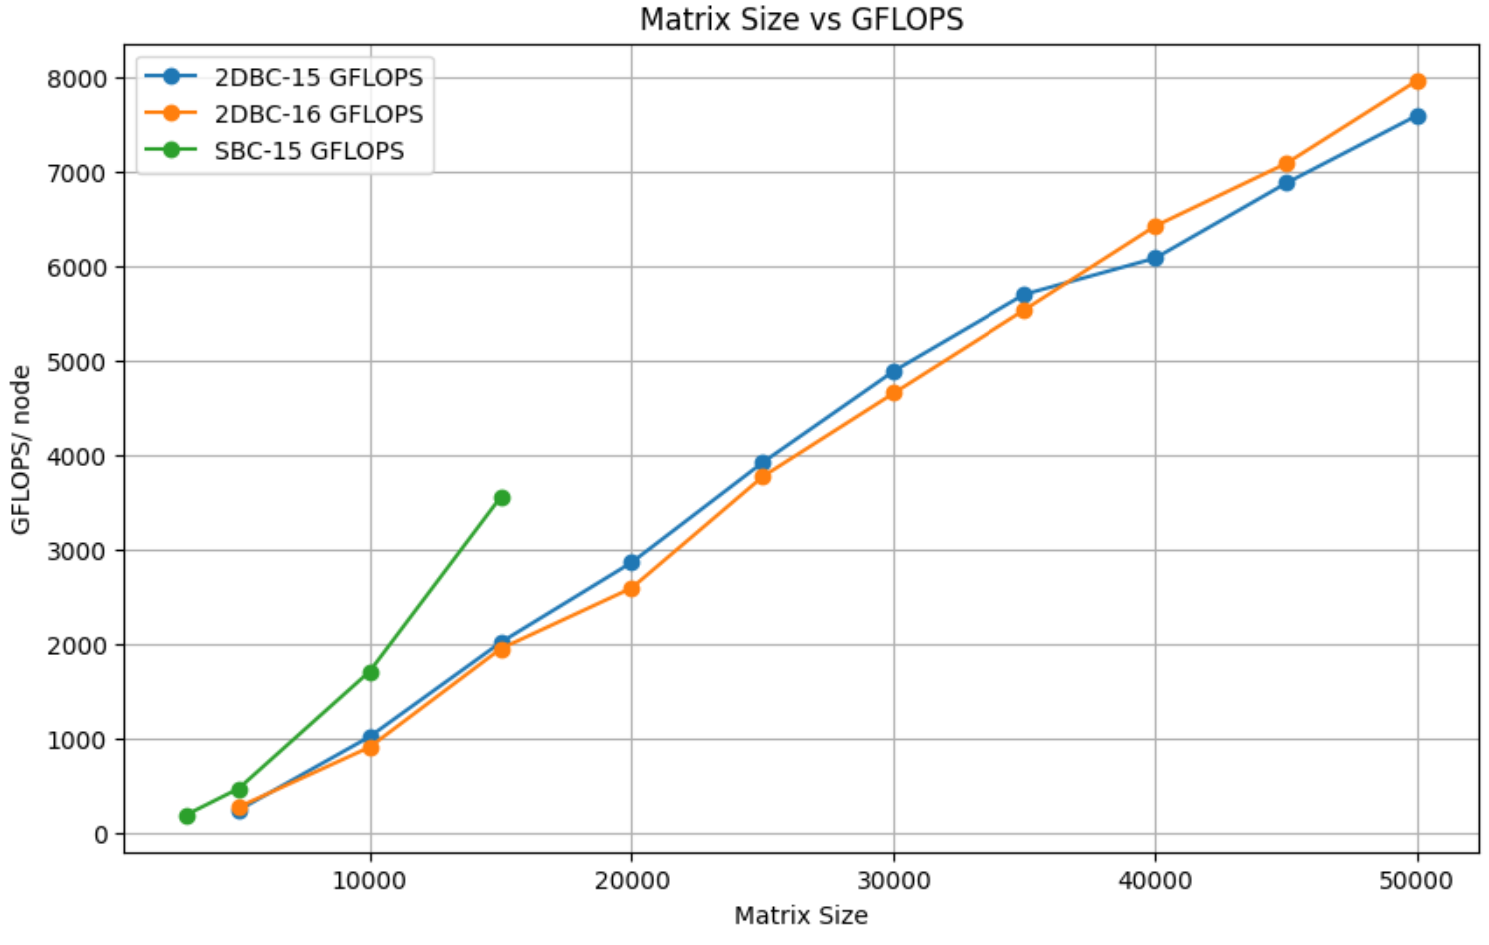 Matrix Size vs GFLOPS
2DBC-15 GFLOPS
2DBC-16 GFLOPS
SBC-15 GFLOPS
GFLOPS/ node
8000
7000
6000
5000
4000
3000
2000
1000
0
10000 20000 30000 40000 50000
Matrix Size